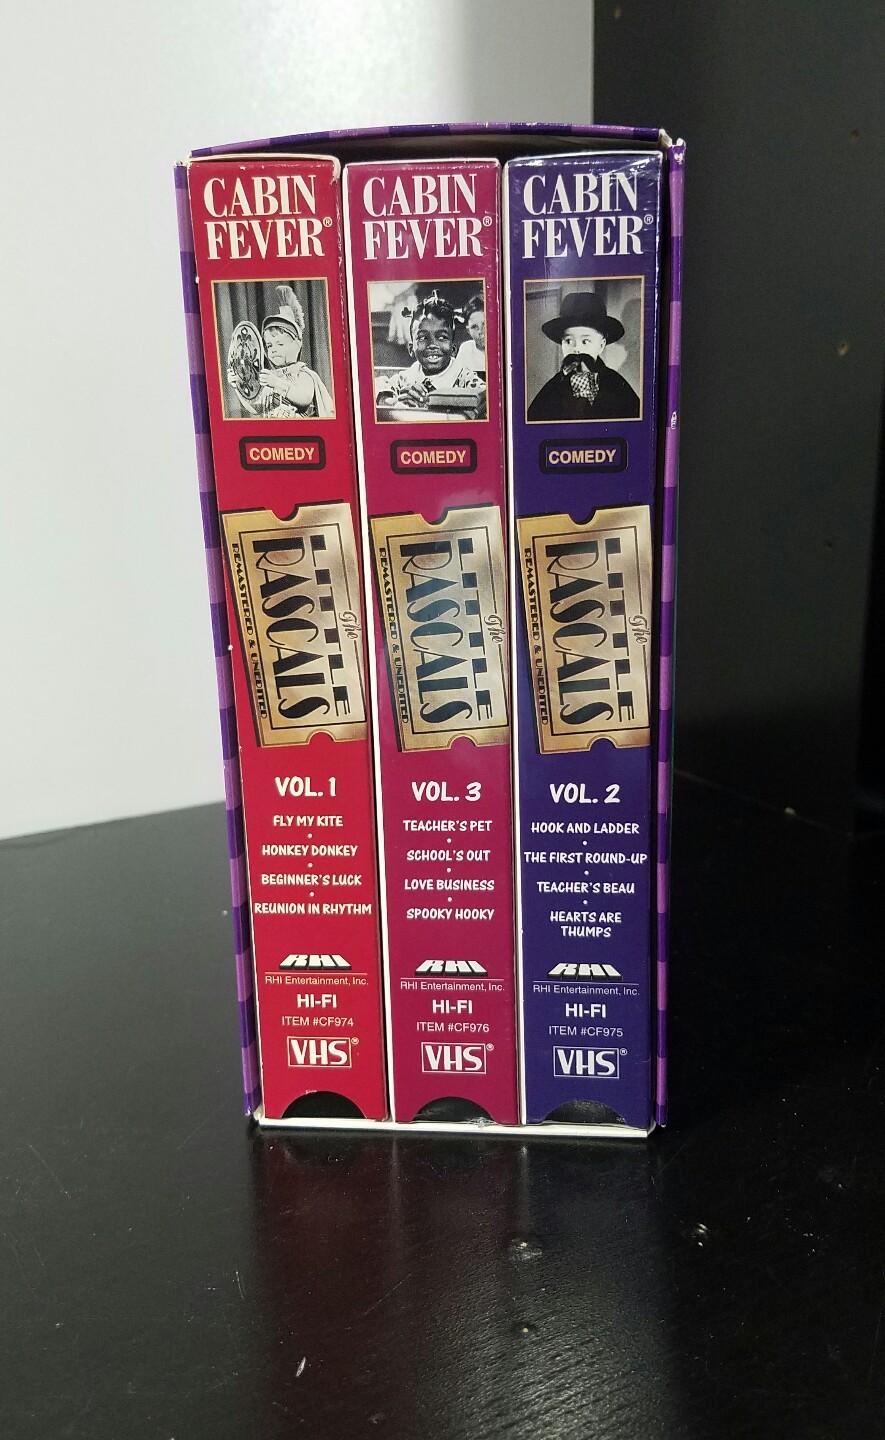 CABIN
FEVER®
COMEDY
The
LITTLE
RASCALS
REMASTERED & UNEDITED
VOL. 1
FLY MY KITE
•
HONKEY DONKEY
•
BEGINNER'S LUCK
•
REUNION IN RHYTHM
RHI
RHI Entertainment, Inc.
HI-FI
ITEM #CF974
VHS®
CABIN
FEVER®
COMEDY
The
LITTLE
RASCALS
REMASTERED & UNEDITED
VOL. 3
TEACHER'S PET
•
SCHOOL'S OUT
•
LOVE BUSINESS
•
SPOOKY HOOKY
RHI
RHI Entertainment, Inc.
HI-FI
ITEM #CF976
VHS®
CABIN
FEVER®
COMEDY
The
LITTLE
RASCALS
REMASTERED & UNEDITED
VOL. 2
HOOK AND LADDER
•
THE FIRST ROUND-UP
•
TEACHER'S BEAU
•
HEARTS ARE
THUMPS
RHI
RHI Entertainment, Inc.
HI-FI
ITEM #CF975
VHS®